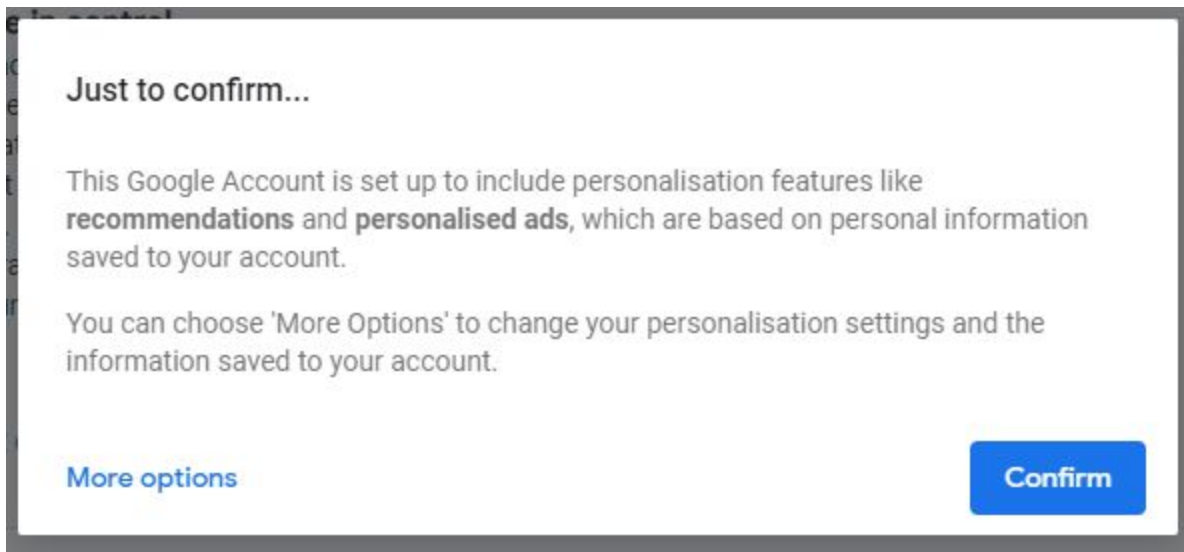 Just to confirm...
This Google Account is set up to include personalisation features like
recommendations and personalised ads, which are based on personal information
saved to your account.
You can choose 'More Options' to change your personalisation settings and the
information saved to your account.
More options
Confirm